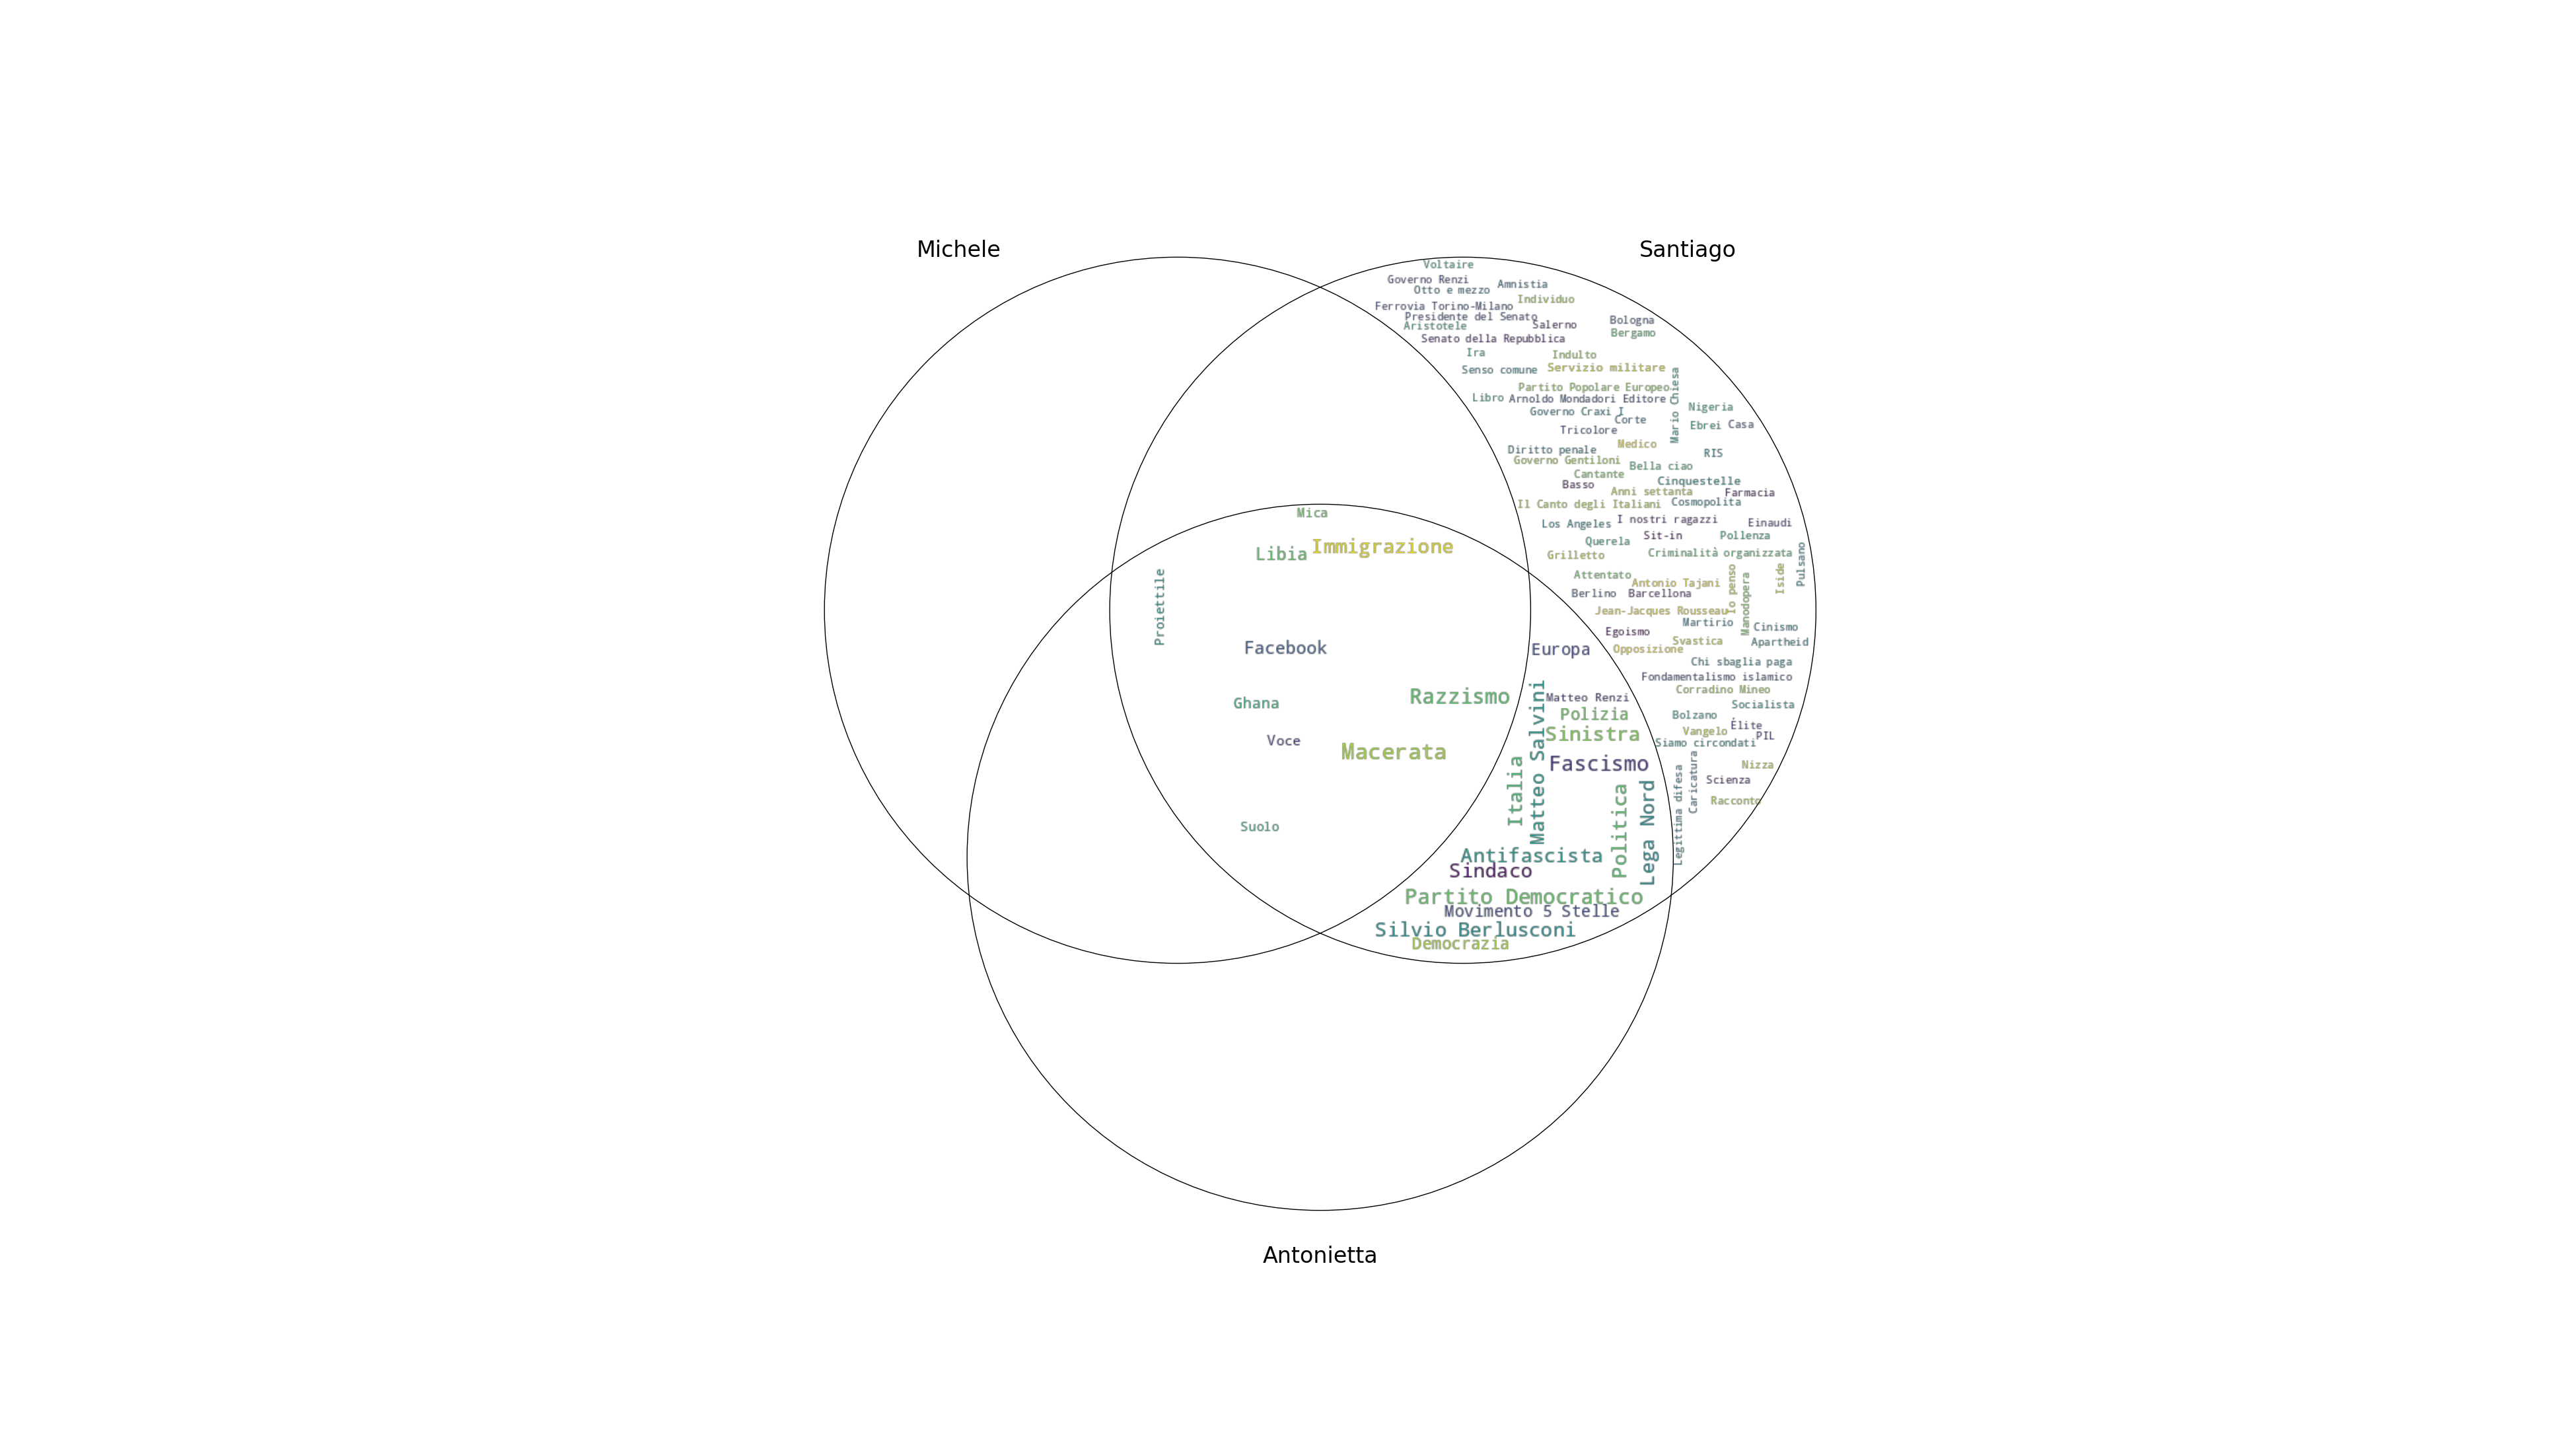 Michele
Santiago
Voltaire
Governo Renzi
Amnistia
Otto e mezzo
Individuo
Ferrovia Torino-Milano
Presidente del Senato
Bologna
Aristotele
Salerno
Bergamo
Senato della Repubblica
Ira
Indulto
Senso comune
Servizio militare
Mario Chiesa
Partito Popolare Europeo
Libro
Arnoldo Mondadori Editore
Nigeria
Governo Craxi I
Corte
Ebrei
Casa
Tricolore
Medico
Diritto penale
RIS
Governo Gentiloni
Bella ciao
Cantante
Cinquestelle
Basso
Anni settanta
Farmacia
Il Canto degli Italiani
Cosmopolita
Mica
I nostri ragazzi
Los Angeles
Einaudi
Sit-in
Pollenza
Querela
Immigrazione
Libia
Grilletto
Criminalità organizzata
Pulsano
Attentato
Antonio Tajani
Io penso
Iside
Manodopera
Proiettile
Berlino
Barcellona
Jean-Jacques Rousseau
Martirio
Cinismo
Egoismo
Svastica
Apartheid
Facebook
Europa
Opposizione
Chi sbaglia paga
Fondamentalismo islamico
Corradino Mineo
Razzismo
Matteo Renzi
Ghana
Socialista
Matteo Salvini
Polizia
Bolzano
Élite
Voce
Sinistra
Vangelo
PIL
Siamo circondati
Macerata
Fascismo
Nizza
Caricatura
Scienza
Italia
Legittima difesa
Racconto
Politica
Lega Nord
Suolo
Antifascista
Sindaco
Partito Democratico
Movimento 5 Stelle
Silvio Berlusconi
Democrazia
Antonietta